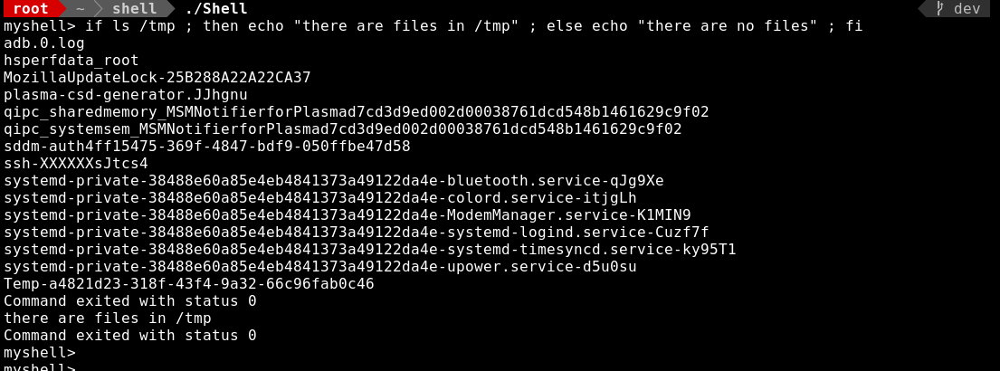 root ~ shell ./Shell dev
myshell> if ls /tmp ; then echo "there are files in /tmp" ; else echo "there are no files" ; fi
adb.0.log
hsperfdata_root
MozillaUpdateLock-25B288A22A22CA37
plasma-csd-generator.JJhgnu
qipc_sharedmemory_MSMNotifierforPlasmad7cd3d9ed002d00038761dcd548b1461629c9f02
qipc_systemsem_MSMNotifierforPlasmad7cd3d9ed002d00038761dcd548b1461629c9f02
sddm-auth4ff15475-369f-4847-bdf9-050ffbe47d58
ssh-XXXXXXsJtcs4
systemd-private-38488e60a85e4eb4841373a49122da4e-bluetooth.service-qJg9Xe
systemd-private-38488e60a85e4eb4841373a49122da4e-colord.service-itjgLh
systemd-private-38488e60a85e4eb4841373a49122da4e-ModemManager.service-K1MIN9
systemd-private-38488e60a85e4eb4841373a49122da4e-systemd-logind.service-Cuzf7f
systemd-private-38488e60a85e4eb4841373a49122da4e-systemd-timesyncd.service-ky95T1
systemd-private-38488e60a85e4eb4841373a49122da4e-upower.service-d5u0su
Temp-a4821d23-318f-43f4-9a32-66c96fab0c46
Command exited with status 0
there are files in /tmp
Command exited with status 0
myshell>
myshell>